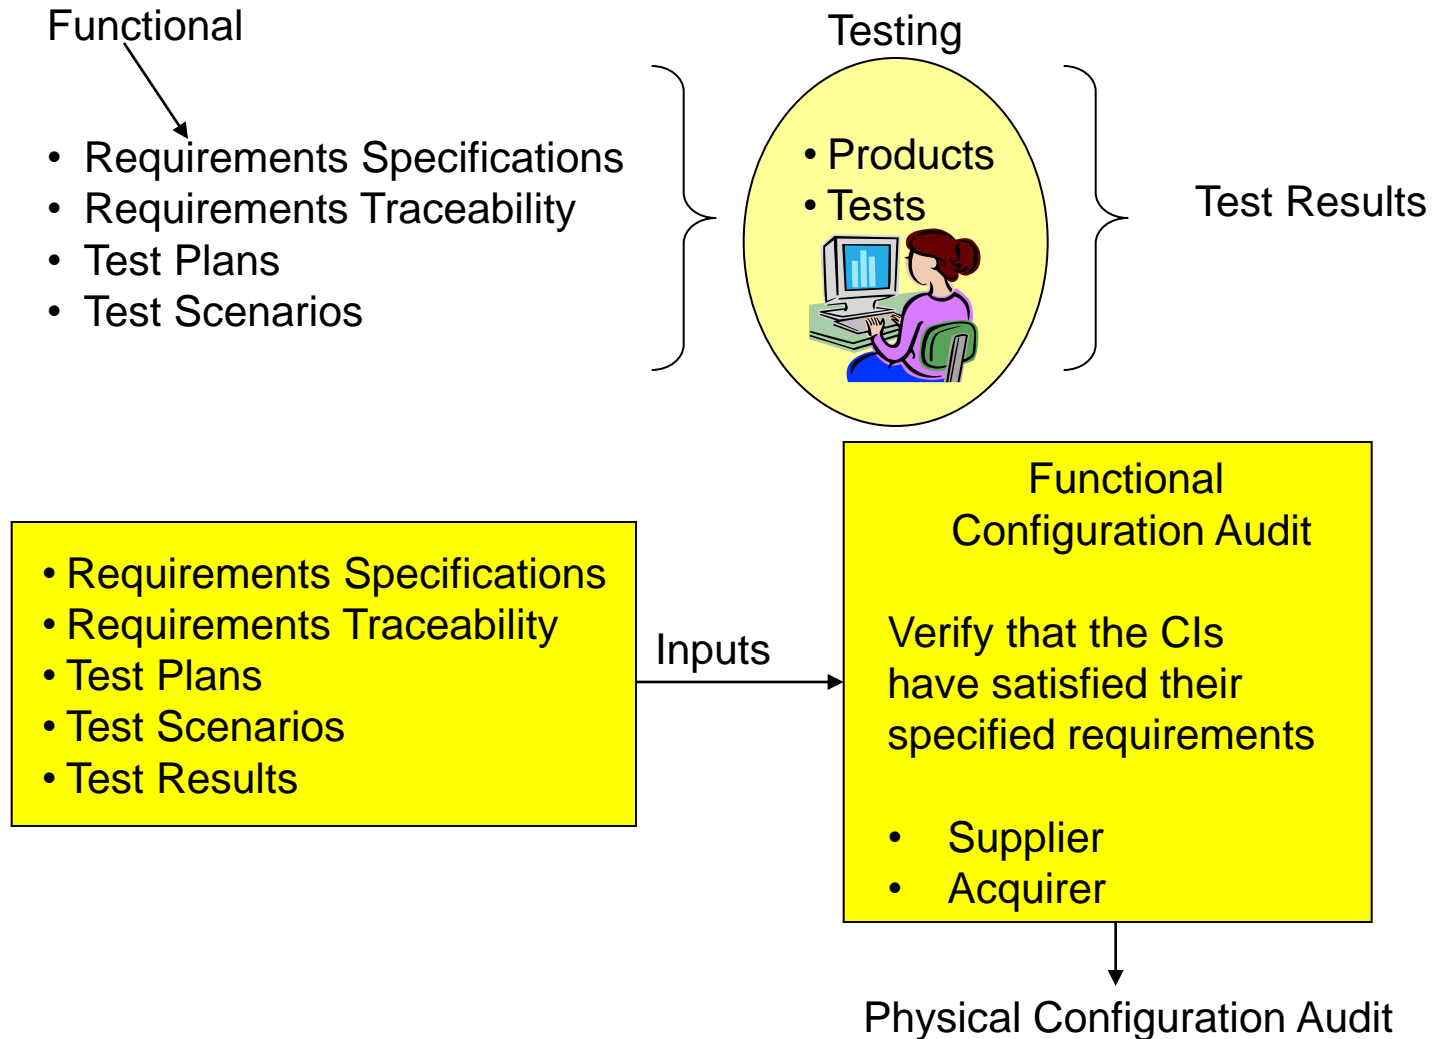 Functional
• Requirements Specifications
• Requirements Traceability
• Test Plans
• Test Scenarios
Testing
• Products
• Tests
Test Results
• Requirements Specifications
• Requirements Traceability
• Test Plans
• Test Scenarios
• Test Results
Inputs
Functional
Configuration Audit
Verify that the CIs
have satisfied their
specified requirements
• Supplier
• Acquirer
Physical Configuration Audit